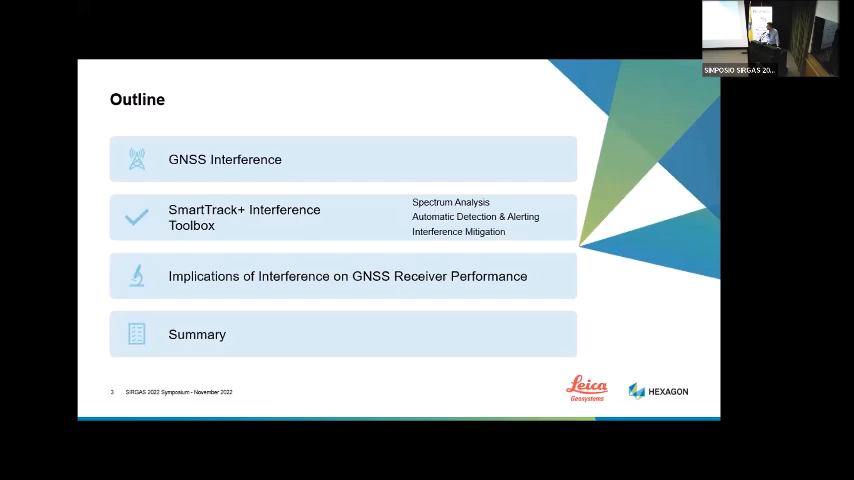 SIMPOSIO SIRGAS 20...
Outline
GNSS Interference
SmartTrack+ Interference
Toolbox
Spectrum Analysis
Automatic Detection & Alerting
Interference Mitigation
Implications of Interference on GNSS Receiver Performance
Summary
3 SIRGAS 2022 Symposium - November 2022
Leica
Geosystems
HEXAGON